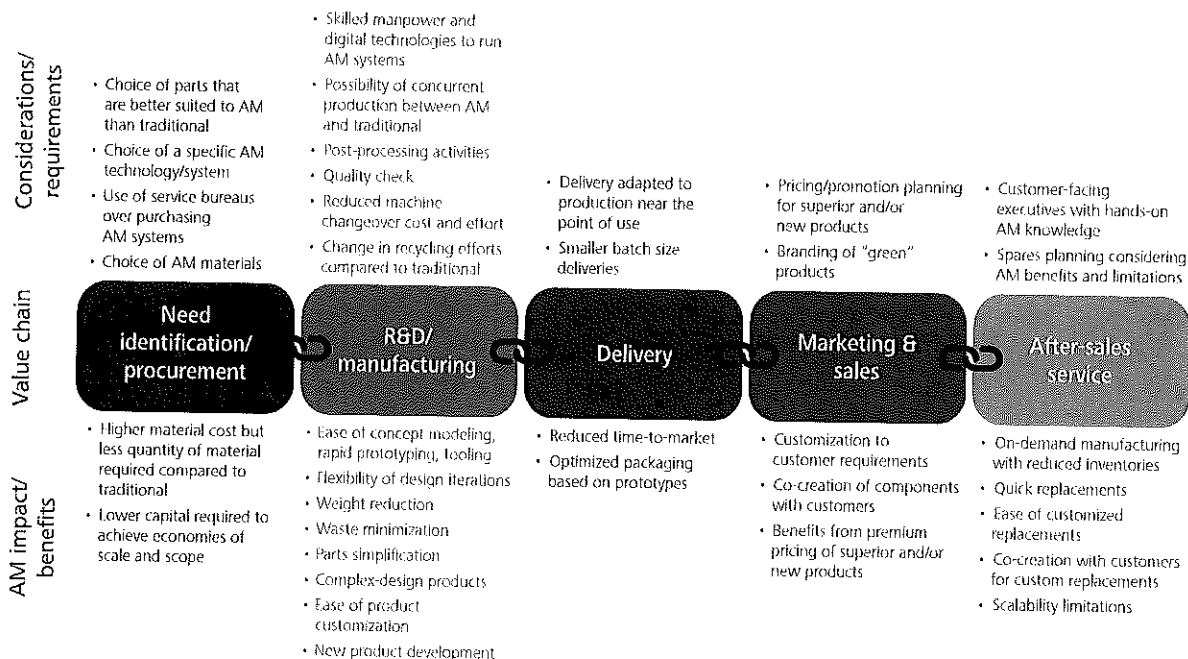 Considerations/
requirements
• Choice of parts that
are better suited to AM
than traditional
• Choice of a specific AM
technology/system
• Use of service bureaus
over purchasing
AM systems
• Choice of AM materials
• Skilled manpower and
digital technologies to run
AM systems
• Possibility of concurrent
production between AM
and traditional
• Post-processing activities
• Quality check
• Reduced machine
changeover cost and effort
• Change in recycling efforts
compared to traditional
• Delivery adapted to
production near the
point of use
• Smaller batch size
deliveries
• Pricing/promotion planning
for superior and/or
new products
• Branding of "green"
products
• Customer-facing
executives with hands-on
AM knowledge
• Spares planning considering
AM benefits and limitations
Value chain
Need
identification/
procurement
R&D/
manufacturing
Delivery
Marketing &
sales
After-sales
service
AM impact/
benefits
• Higher material cost but
less quantity of material
required compared to
traditional
• Lower capital required to
achieve economies of
scale and scope
• Ease of concept modeling,
rapid prototyping, tooling
• Flexibility of design iterations
• Weight reduction
• Waste minimization
• Parts simplification
• Complex-design products
• Ease of product
customization
• New product development
• Reduced time-to-market
• Optimized packaging
based on prototypes
• Customization to
customer requirements
• Co-creation of components
with customers
• Benefits from premium
pricing of superior and/or
new products
• On-demand manufacturing
with reduced inventories
• Quick replacements
• Ease of customized
replacements
• Co-creation with customers
for custom replacements
• Scalability limitations